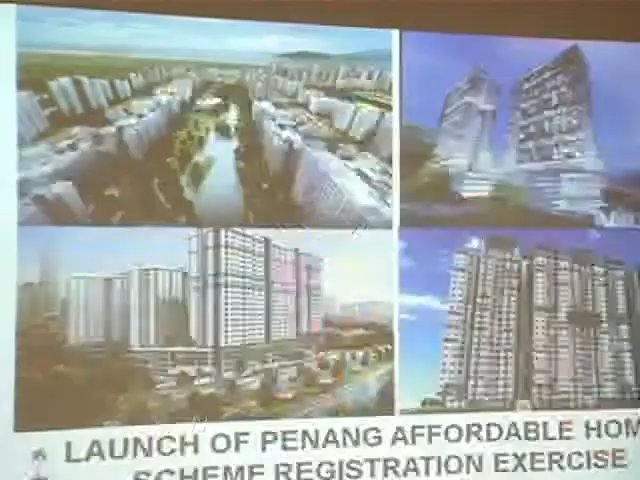 LAUNCH OF PENANG AFFORDABLE HOM
SCHEME REGISTRATION EXERCISE